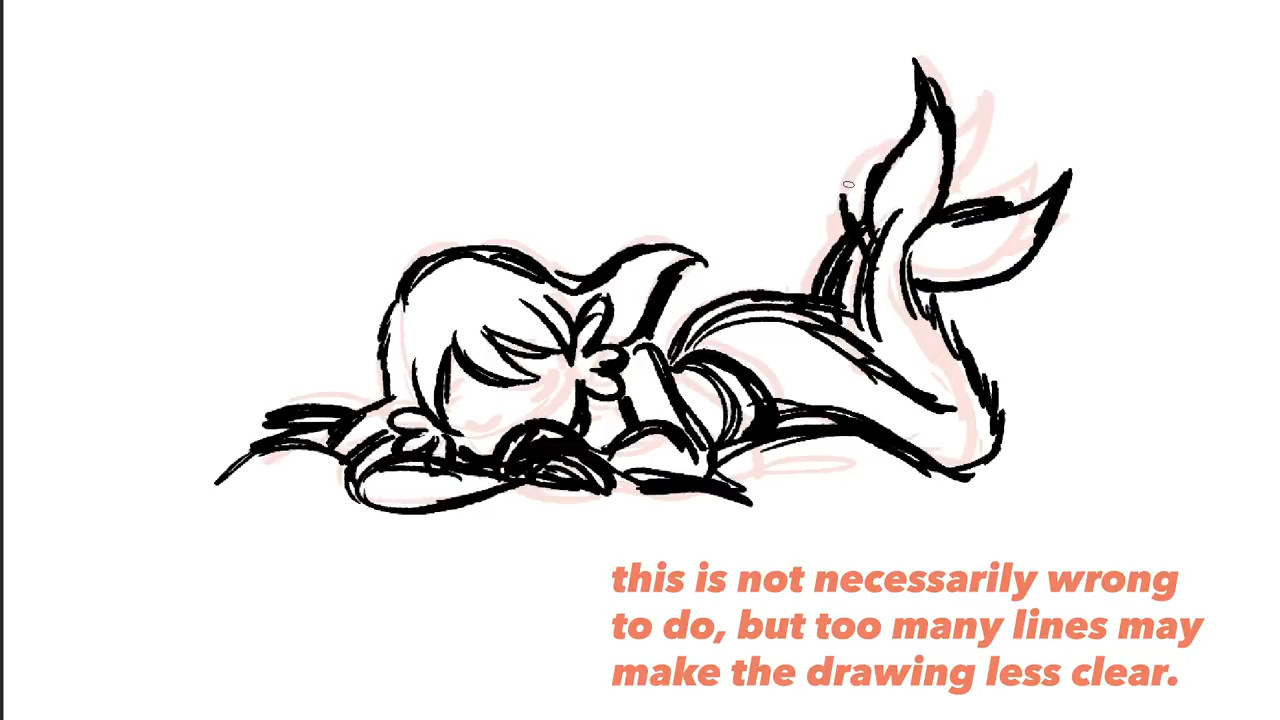 this is not necessarily wrong
to do, but too many lines may
make the drawing less clear.